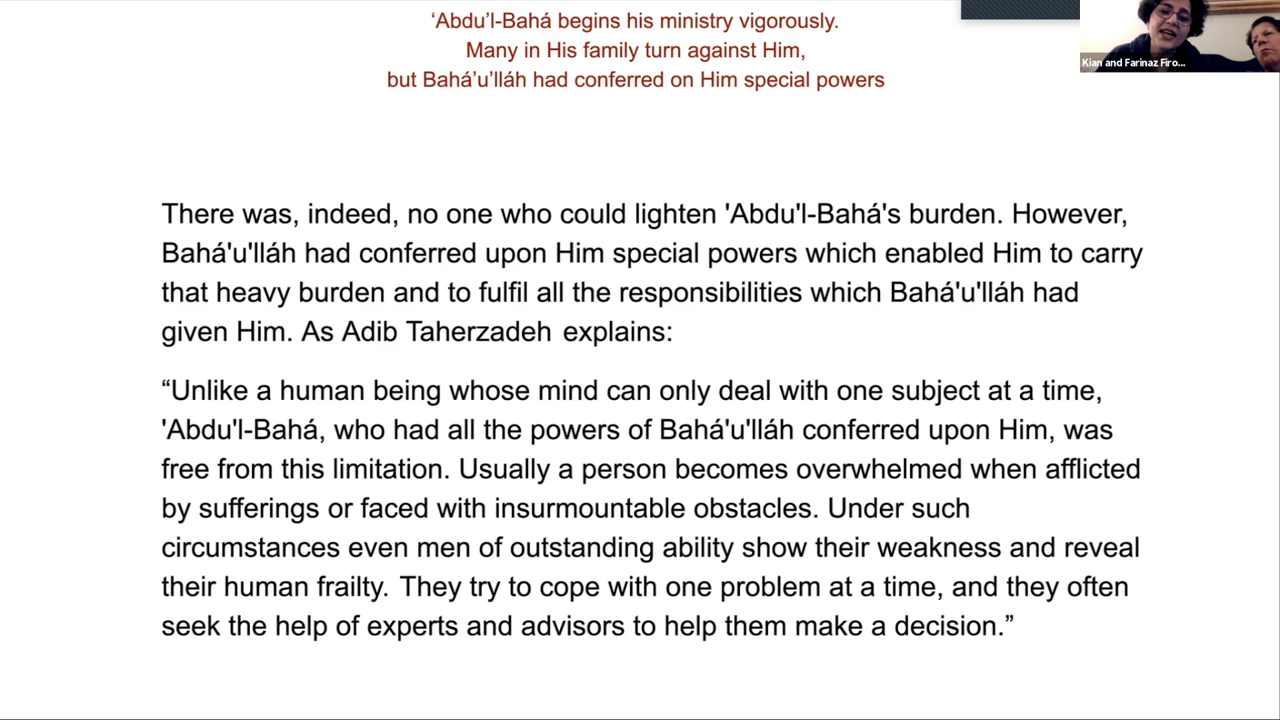 ‘Abdu’l-Bahá begins his ministry vigorously.
Many in His family turn against Him,
but Bahá’u’lláh had conferred on Him special powers
Kian and Farinaz Firo...
There was, indeed, no one who could lighten 'Abdu'l-Bahá's burden. However,
Bahá'u'lláh had conferred upon Him special powers which enabled Him to carry
that heavy burden and to fulfil all the responsibilities which Bahá'u'lláh had
given Him. As Adib Taherzadeh explains:
“Unlike a human being whose mind can only deal with one subject at a time,
'Abdu'l-Bahá, who had all the powers of Bahá'u'lláh conferred upon Him, was
free from this limitation. Usually a person becomes overwhelmed when afflicted
by sufferings or faced with insurmountable obstacles. Under such
circumstances even men of outstanding ability show their weakness and reveal
their human frailty. They try to cope with one problem at a time, and they often
seek the help of experts and advisors to help them make a decision.”